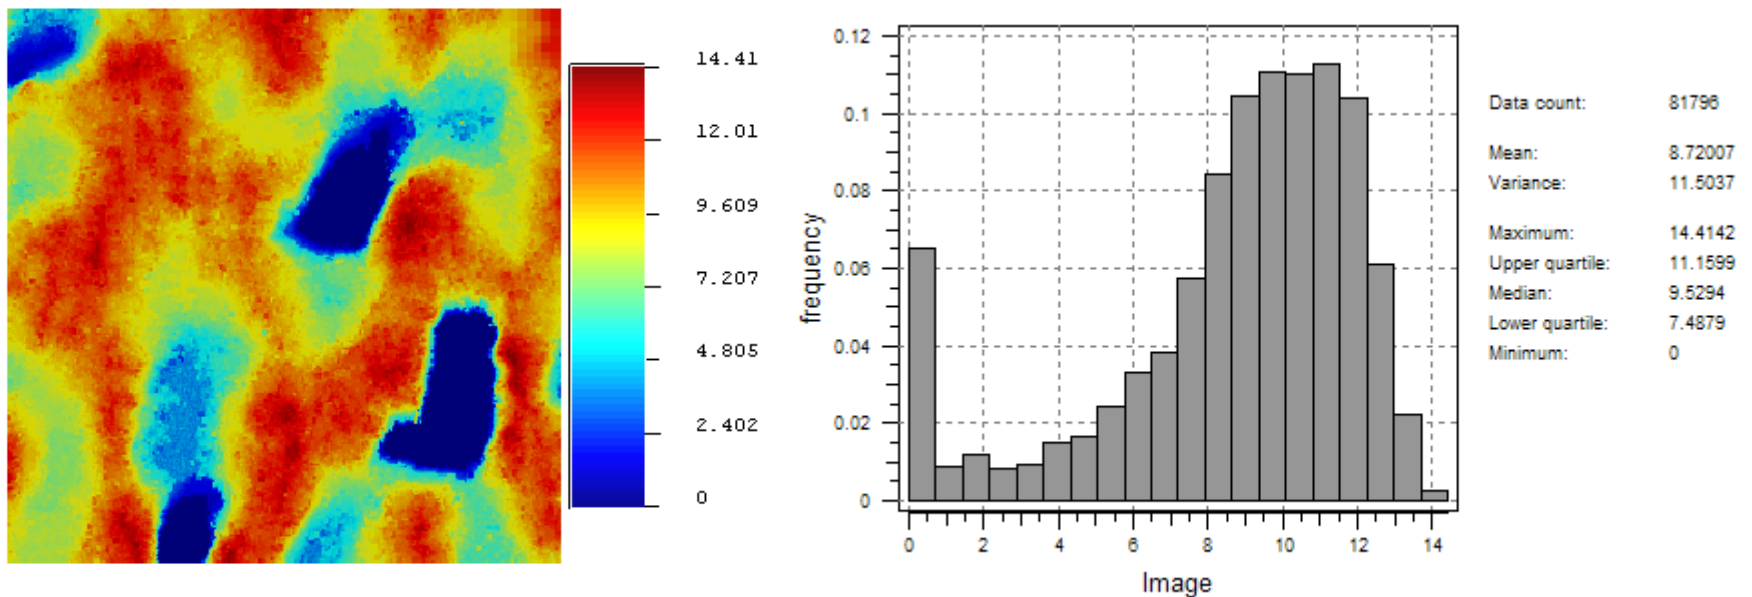 14.41
12.01
9.609
7.207
4.805
2.402
0
0.12
0.1
0.08
0.06
0.04
0.02
0
frequency
0 2 4 6 8 10 12 14
Image
Data count: 81796
Mean: 8.72007
Variance: 11.5037
Maximum: 14.4142
Upper quartile: 11.1599
Median: 9.5294
Lower quartile: 7.4879
Minimum: 0